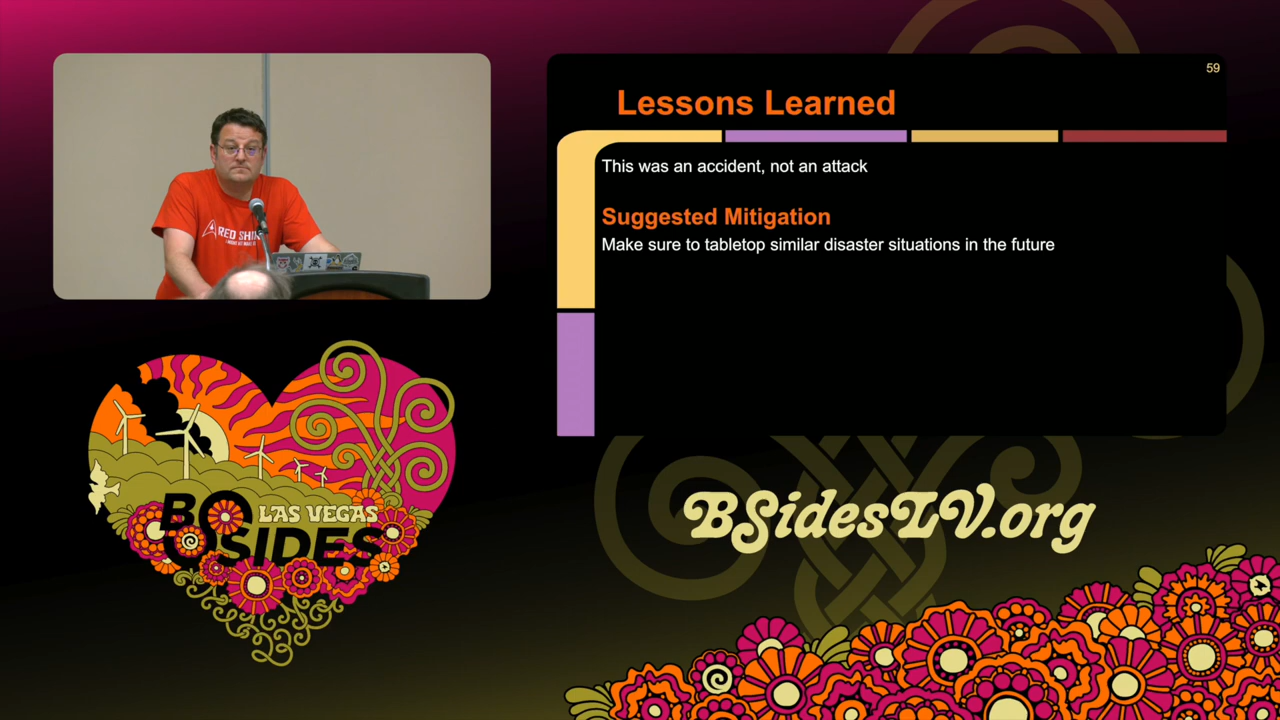 59
Lessons Learned
This was an accident, not an attack
Suggested Mitigation
Make sure to tabletop similar disaster situations in the future
RED SHIR
LAS VEGAS
BSIDES
BSidesLV.org